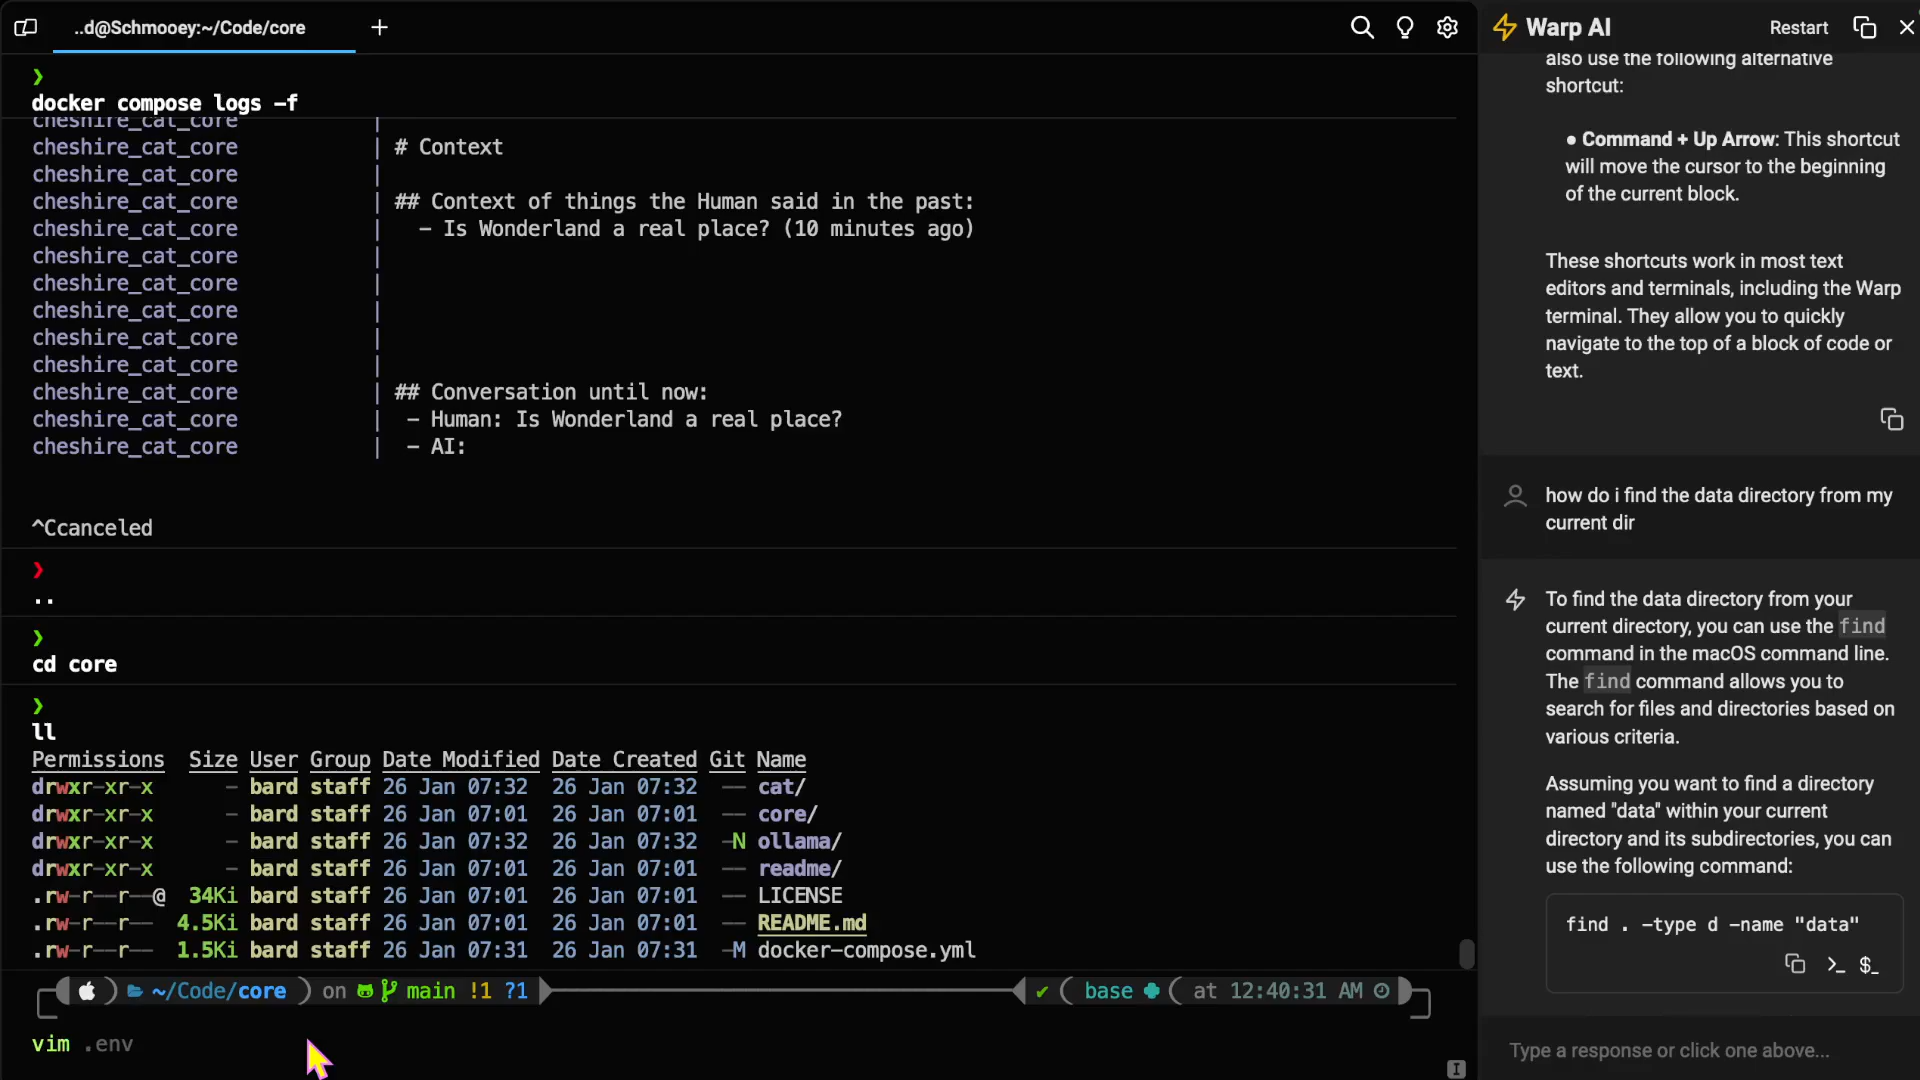 ..d@Schmooey:~/Code/core
+
❯
docker compose logs -f
cheshire_cat_core |
cheshire_cat_core | # Context
cheshire_cat_core |
cheshire_cat_core | ## Context of things the Human said in the past:
cheshire_cat_core |   - Is Wonderland a real place? (10 minutes ago)
cheshire_cat_core |
cheshire_cat_core |
cheshire_cat_core |
cheshire_cat_core |
cheshire_cat_core |
cheshire_cat_core | ## Conversation until now:
cheshire_cat_core |  - Human: Is Wonderland a real place?
cheshire_cat_core |  - AI:
^Ccanceled
❯
..
❯
cd core
❯
ll
Permissions Size User Group Date Modified Date Created Git Name
drwxr-xr-x - bard staff 26 Jan 07:32 26 Jan 07:32 -- cat/
drwxr-xr-x - bard staff 26 Jan 07:01 26 Jan 07:01 -- core/
drwxr-xr-x - bard staff 26 Jan 07:32 26 Jan 07:32 -N ollama/
drwxr-xr-x - bard staff 26 Jan 07:01 26 Jan 07:01 -- readme/
.rw-r--r--@ 34Ki bard staff 26 Jan 07:01 26 Jan 07:01 -- LICENSE
.rw-r--r-- 4.5Ki bard staff 26 Jan 07:01 26 Jan 07:01 -- README.md
.rw-r--r-- 1.5Ki bard staff 26 Jan 07:31 26 Jan 07:31 -M docker-compose.yml
~/Code/core ) on main !1 ?1 ✔ ( base ( at 12:40:31 AM
vim .env
Warp AI Restart
also use the following alternative
shortcut:
● Command + Up Arrow: This shortcut
will move the cursor to the beginning
of the current block.
These shortcuts work in most text
editors and terminals, including the Warp
terminal. They allow you to quickly
navigate to the top of a block of code or
text.
how do i find the data directory from my
current dir
To find the data directory from your
current directory, you can use the find
command in the macOS command line.
The find command allows you to
search for files and directories based on
various criteria.
Assuming you want to find a directory
named "data" within your current
directory and its subdirectories, you can
use the following command:
find . -type d -name "data"
>_ $_
Type a response or click one above...